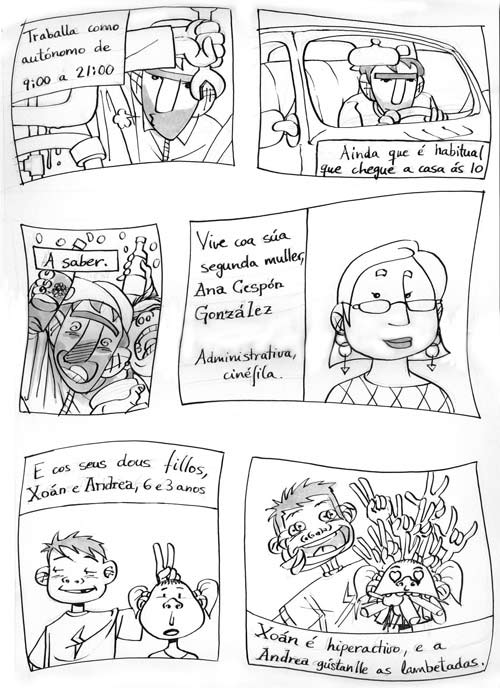 Traballa como
autónomo de
9:00 a 21:00
Ainda que é habitual
que chegue a casa ás 10
A saber.
Vive coa súa
segunda muller,
Ana Cespón
González
Administrativa,
cinéfila.
E cos seus dous fillos,
Xoán e Andrea, 6 e 3 anos
Xoán é hiperactivo, e a
Andrea gústanlle as lambetadas.